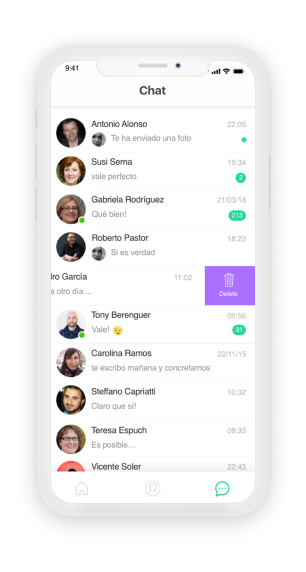 9:41
Chat
Antonio Alonso 22:05
Te ha enviado una foto
Susi Serna 19:34
vale perfecto 2
Gabriela Rodríguez 21/03/16
Qué bien! 213
Roberto Pastor 18:22
Si es verdad
dro García 11:02
a otro día ...
Delete
Tony Berenguer 09:56
Vale! 😉 31
Carolina Ramos 22/11/15
te escribo mañana y concretamos
Steffano Capriatti 10:32
Claro que si!
Teresa Espuch 08:33
Es posible...
Vicente Soler 22:43